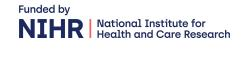 Funded by
NIHR | National Institute for
Health and Care Research